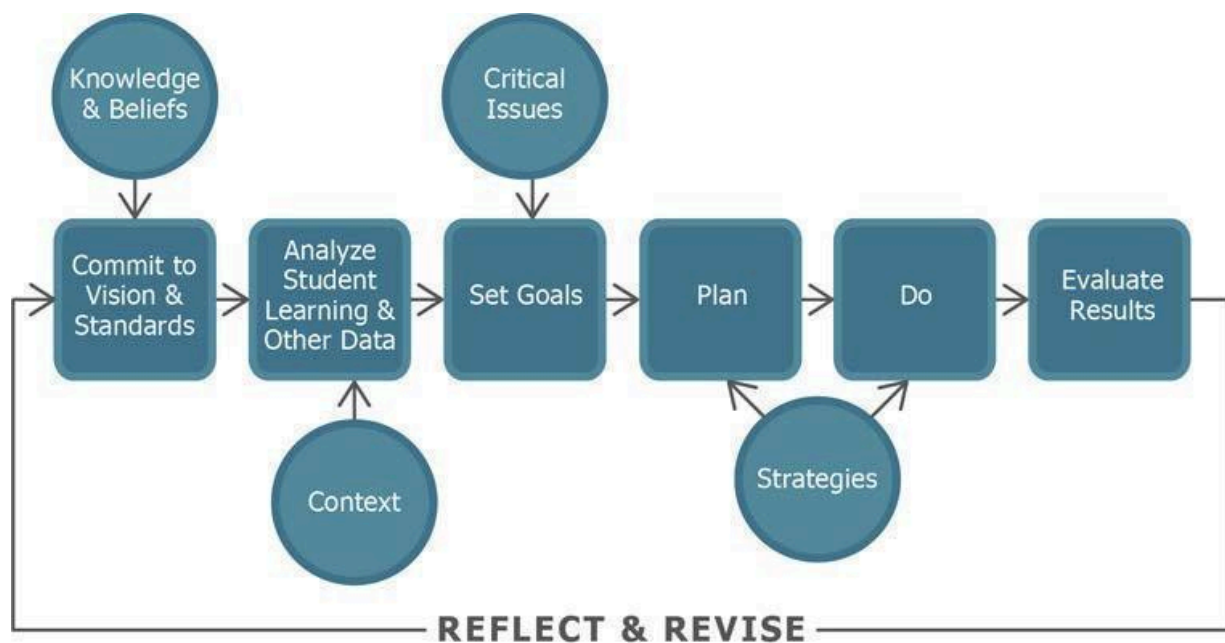 Knowledge
& Beliefs
Critical
Issues
Commit to
Vision &
Standards
Analyze
Student
Learning &
Other Data
Set Goals
Plan
Do
Evaluate
Results
Context
Strategies
REFLECT & REVISE